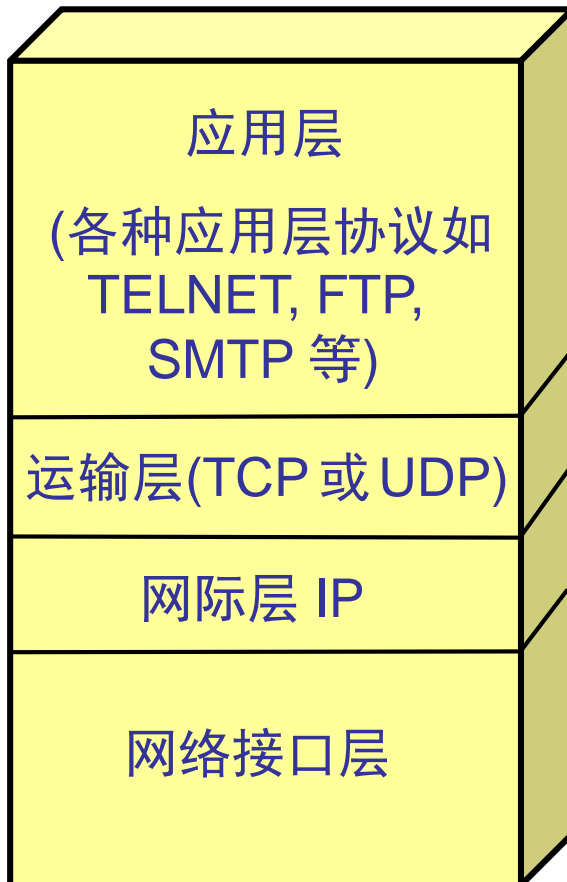 应用层
(各种应用层协议如
TELNET, FTP,
SMTP 等)
运输层(TCP 或 UDP)
网际层 IP
网络接口层